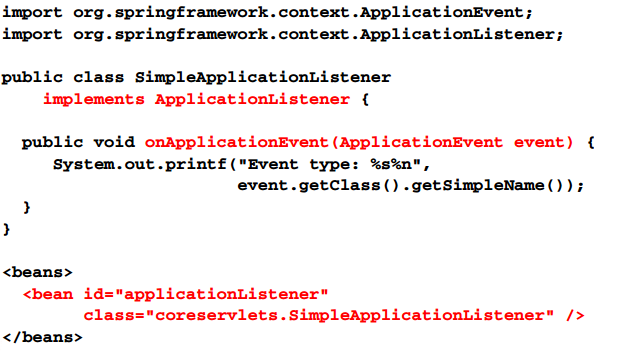 import org.springframework.context.ApplicationEvent;
import org.springframework.context.ApplicationListener;
public class SimpleApplicationListener
implements ApplicationListener {
public void onApplicationEvent(ApplicationEvent event) {
System.out.printf("Event type: %s%n",
event.getClass().getSimpleName());
}
}
<beans>
<bean id="applicationListener"
class="coreservlets.SimpleApplicationListener" />
</beans>